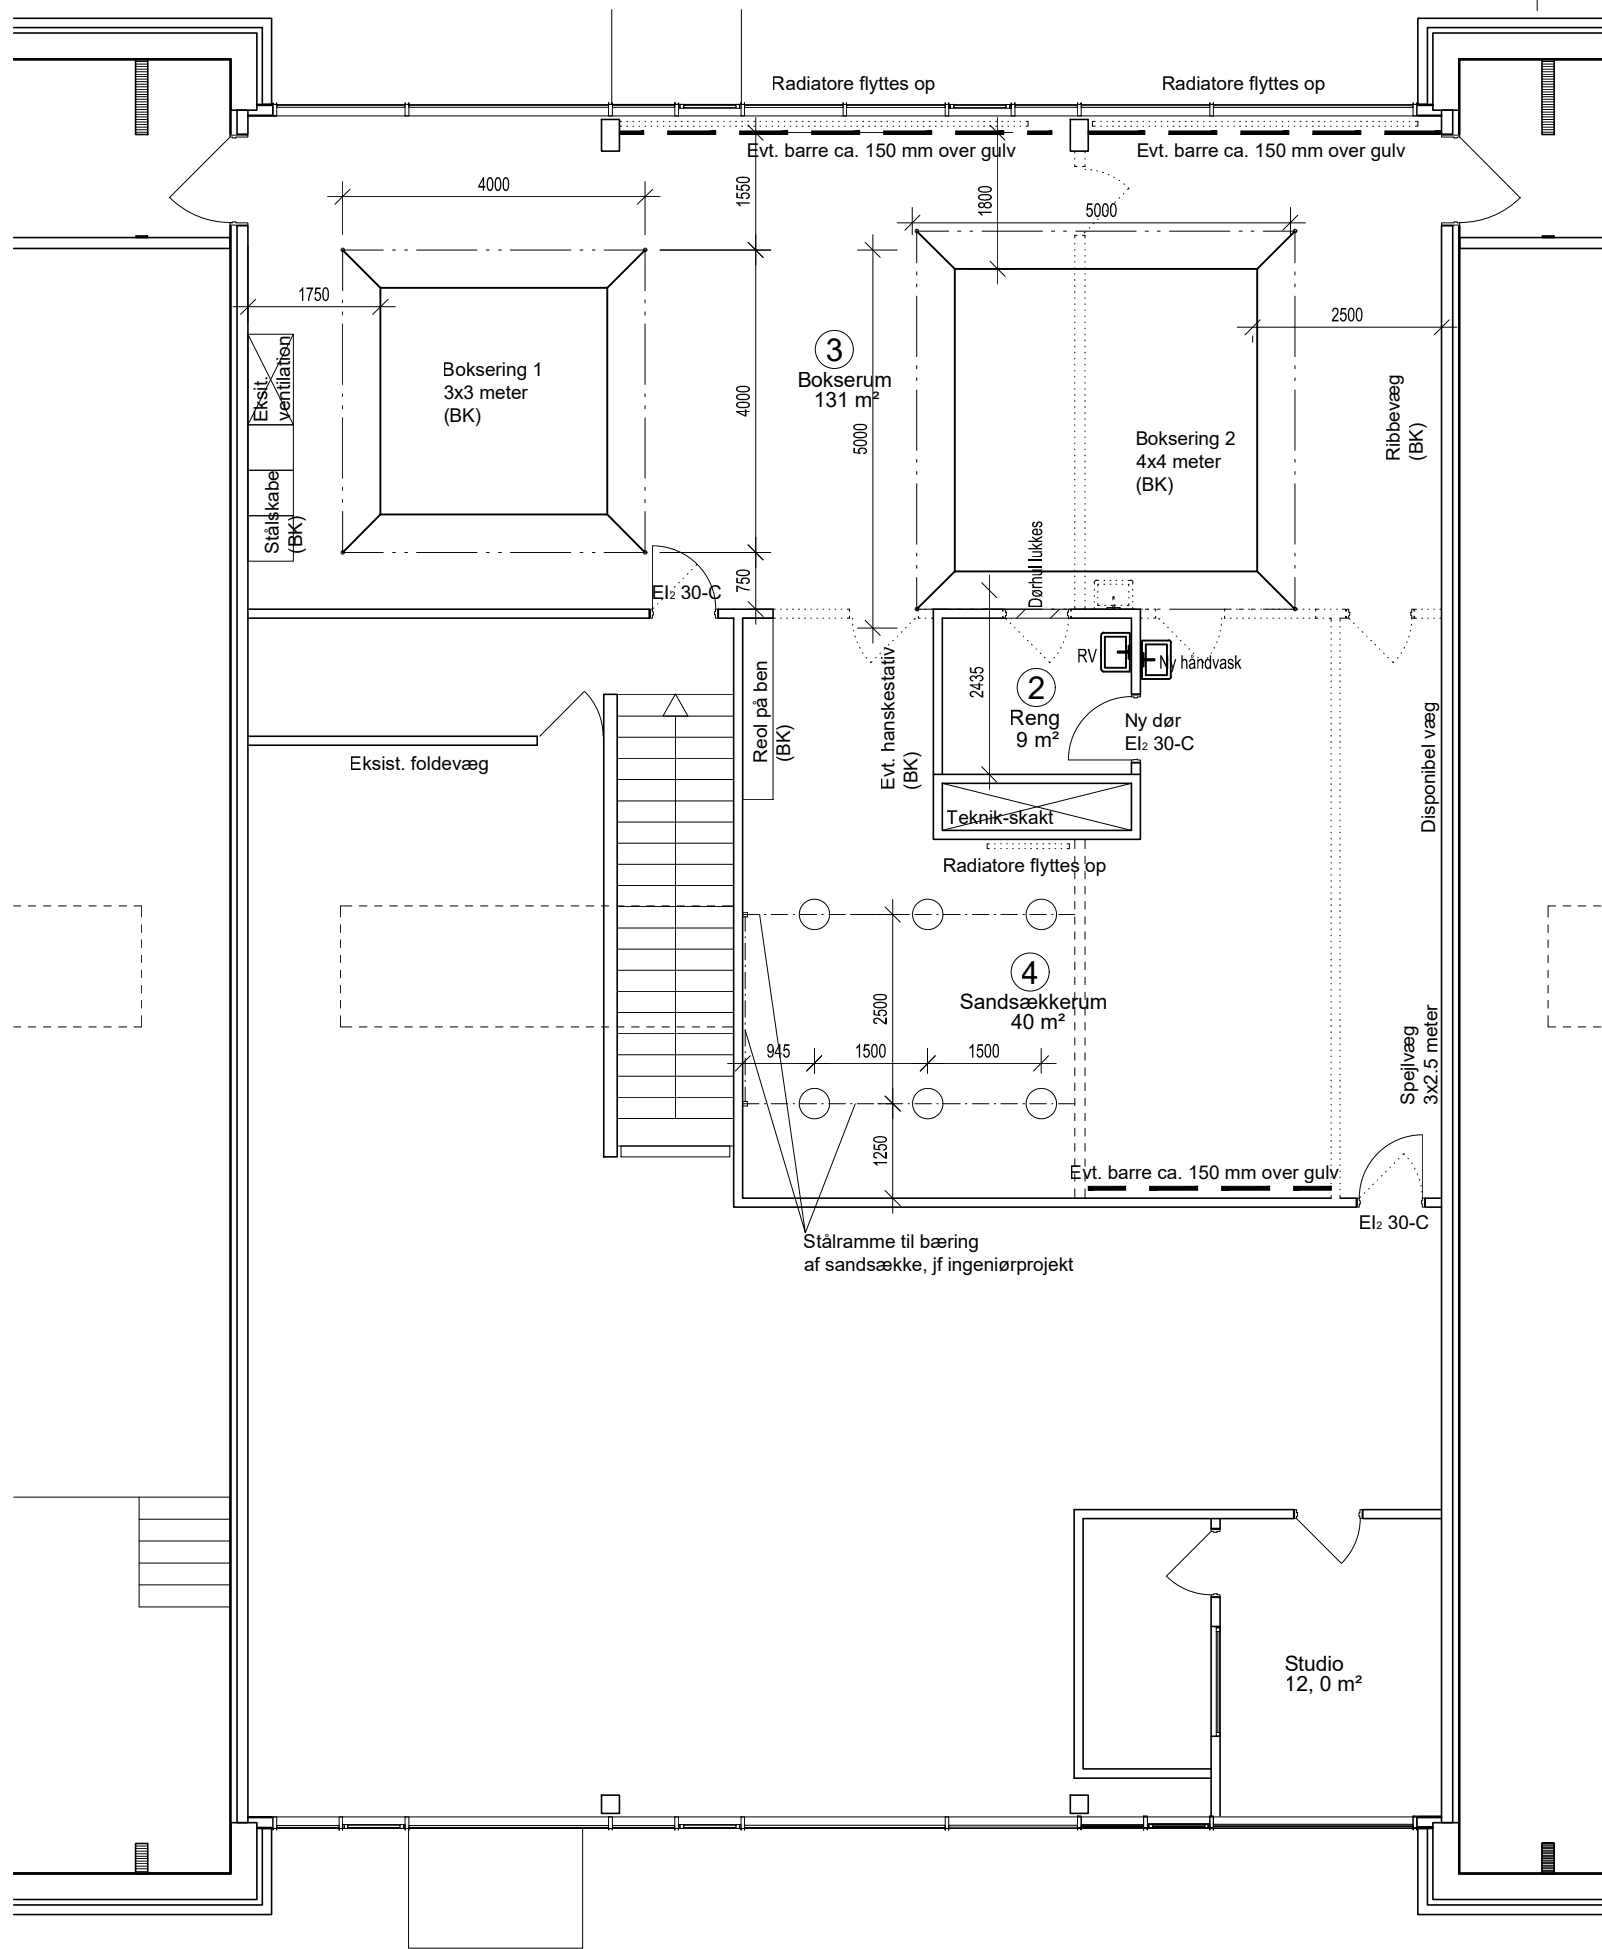 Radiatore flyttes op
Radiatore flyttes op
Evt. barre ca. 150 mm over gulv
Evt. barre ca. 150 mm over gulv
4000
1550
1800
5000
1750
2500
Eksit.
ventilation
Boksering 1
3x3 meter
(BK)
3
Bokserum
131 m²
4000
5000
Boksering 2
4x4 meter
(BK)
Ribbevæg
(BK)
Stålskabe
(BK)
Dørhul lukkes
750
EI₂ 30-C
RV
Ny håndvask
2435
2
Reng
9 m²
Ny dør
EI₂ 30-C
Reol på ben
(BK)
Evt. hanskestativ
(BK)
Disponibel væg
Eksist. foldevæg
Teknik-skakt
Radiatore flyttes op
4
Sandsækkerum
40 m²
2500
945
1500
1500
1250
Spejlvæg
3x2.5 meter
Evt. barre ca. 150 mm over gulv
EI₂ 30-C
Stålramme til bæring
af sandsække, jf ingeniørprojekt
Studio
12, 0 m²